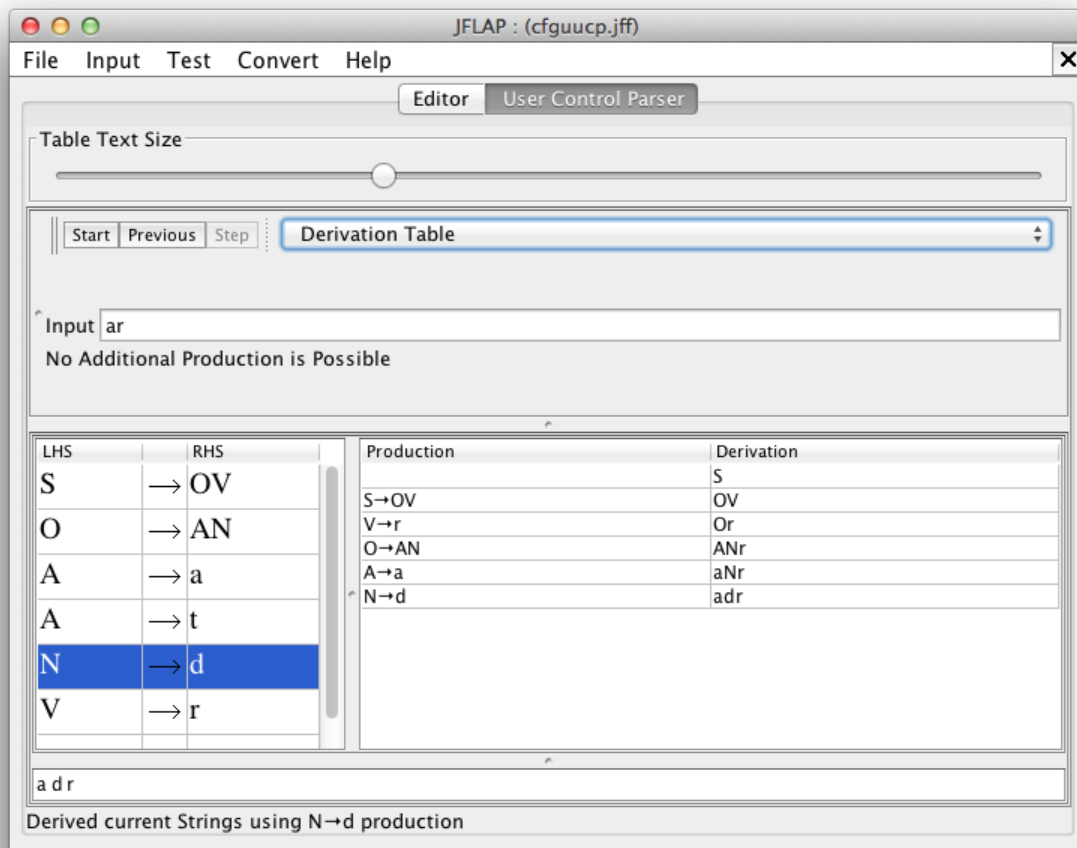 JFLAP : (cfguucp.jff)
File Input Test Convert Help
Editor User Control Parser
Table Text Size
Start Previous Step Derivation Table
Input ar
No Additional Production is Possible
LHS RHS
S → OV
O → AN
A → a
A → t
N → d
V → r
Production Derivation
S
S→OV OV
V→r Or
O→AN ANr
A→a aNr
N→d adr
a d r
Derived current Strings using N→d production